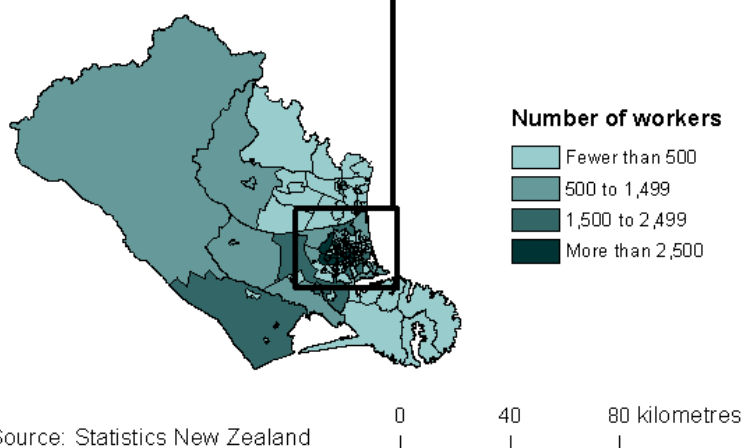 Number of workers
Fewer than 500
500 to 1,499
1,500 to 2,499
More than 2,500
0 40 80 kilometres
Source: Statistics New Zealand